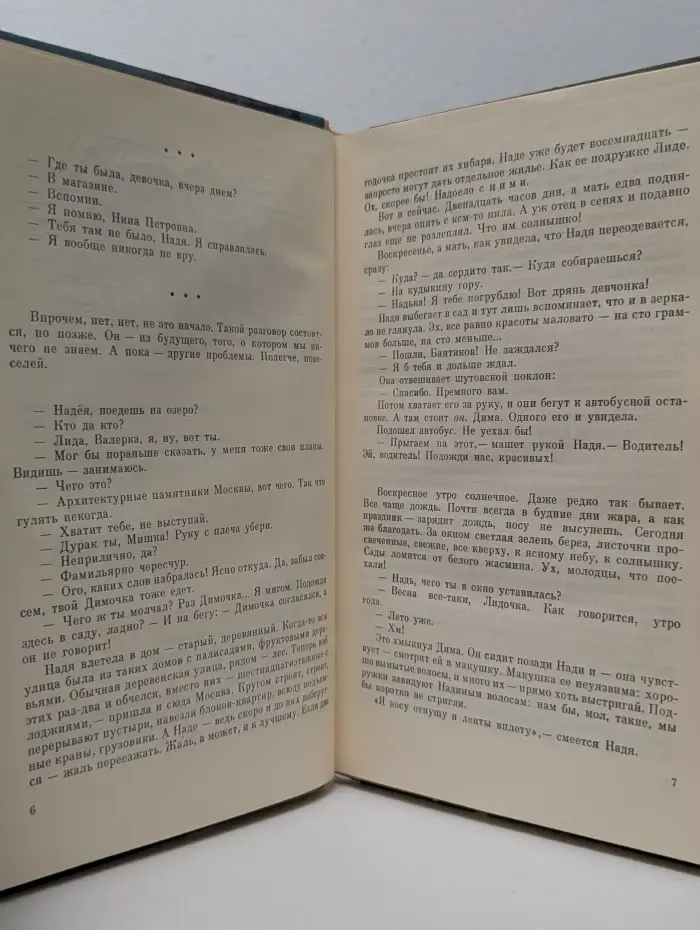 • • •
— Где ты была, девочка, вчера днем?
— В магазине.
— Вспомни.
— Я помню, Нина Петровна.
— Тебя там не было, Надя. Я справлялась.
— Я вообще никогда не вру.
• • •
Впрочем, нет, нет, не это начало. Такой разговор состоит-
ся, но позже. Он — из будущего, того, о котором мы ни-
чего не знаем. А пока — другие проблемы. Полегче, пове-
селей.
— Надёя, поедешь на озеро?
— Кто да кто?
— Лида, Валерка, я, ну, вот ты.
— Мог бы пораньше сказать, у меня тоже свои планы.
Видишь — занимаюсь.
— Чего это?
— Архитектурные памятники Москвы, вот чего. Так что
гулять некогда.
— Хватит тебе, не выступай.
— Дурак ты, Мишка! Руку с плеча убери.
— Неприлично, да?
— Фамильярно чересчур.
— Ого, каких слов набралась! Ясно откуда. Да, забыл сов-
сем, твой Димочка тоже едет.
— Чего ж ты молчал? Раз Димочка... Я мигом. Подожди
здесь в саду, ладно? — И на бегу: — Димочка согласился, а
он не говорит!
Надя влетела в дом — старый, деревянный. Когда-то вся
улица была из таких домов с палисадами, фруктовыми дере-
вьями. Обычная деревенская улица, рядом — лес. Теперь изб
этих раз-два и обчелся, вместо них — шестнадцатиэтажные с
лоджиями, — пришла и сюда Москва. Кругом строят, строят,
перерывают пустыри, навезли блоков-квартир, всюду подъем-
ные краны, грузовики. А Наде — ведь скоро и до них доберут-
ся — жаль переезжать. Жаль, а может, и к лучшему. Если два
6
годочка простоит их хибара, Наде уже будет восемнадцать —
запросто могут дать отдельное жилье. Как ее подружке Лиде.
Ох, скорее бы! Надоело с ними.
Вот и сейчас. Двенадцать часов дня, а мать едва подня-
лась, вчера опять с кем-то пила. А уж отец в сенях и подавно
глаз еще не разлеплял. Что им солнышко!
Воскресенье, а мать, как увидела, что Надя переодевается,
сразу:
— Куда? — да сердито так. — Куда собираешься?
— На кудыкину гору.
— Надька! Я тебе погрублю! Вот дрянь девчонка!
Надя выбегает в сад и тут лишь вспоминает, что и в зерка-
ло не глянула. Эх, все равно красоты маловато — на сто грам-
мов больше, на сто меньше...
— Пошли, Бантиков! Не заждался?
— Я б тебя и дольше ждал.
Она отвешивает шутовской поклон:
— Спасибо. Премного вам.
Потом хватает его за руку, и они бегут к автобусной оста-
новке. А там стоит он, Дима. Одного его и увидела.
Подошел автобус. Не уехал бы!
— Прыгаем на этот, — машет рукой Надя. — Водитель!
Эй, водитель! Подожди нас, красивых!
Воскресное утро солнечное. Даже редко так бывает.
Все чаще дождь. Почти всегда в будние дни жара, а как
праздник — зарядит дождь, носу не высунешь. Сегодня
же благодать. За окном светлая зелень берез, листочки про-
свеченные, свежие, все кверху, к ясному небу, к солнышку.
Сады ломятся от белого жасмина. Ух, молодцы, что пое-
хали!
— Надь, чего ты в окно уставилась?
— Весна все-таки, Лидочка. Как говорится, утро
года.
— Лето уже.
— Хм!
Это хмыкнул Дима. Он сидит позади Нади и — она чувст-
вует — смотрит ей в макушку. Макушка ее неуязвима: хоро-
шо вымытые волосы, и много их — прямо хоть выстригай. Под-
ружки завидуют Надиным волосам: нам бы, мол, такие, мы
бы коротко не стригли.
«Я косу отпущу и ленты вплету», — смеется Надя.
7